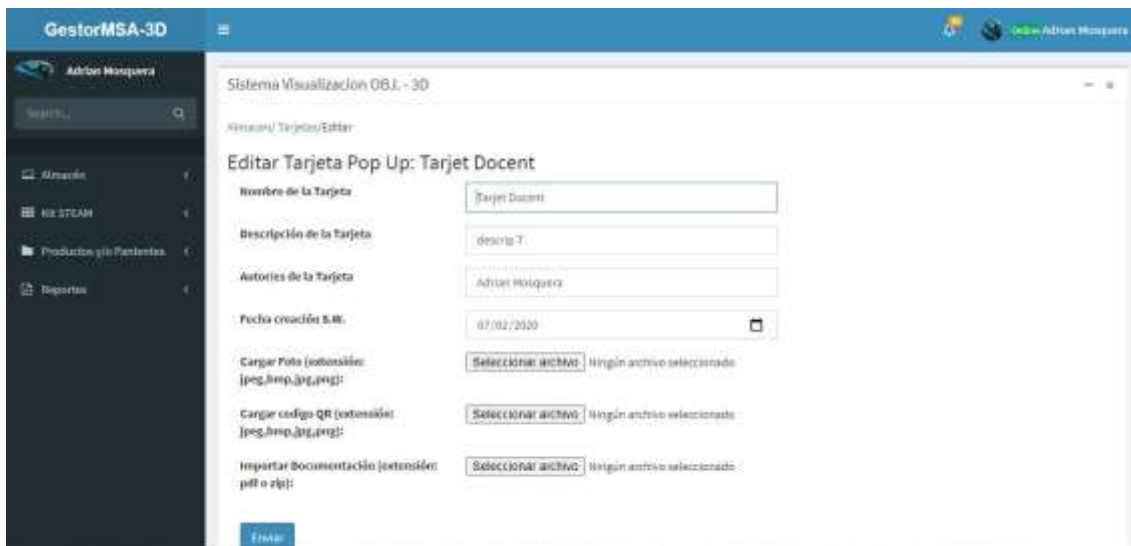 GestorMSA-3D
Online Adrian Mosquera
Adrian Mosquera
Search...
Almacén
Kit STEAM
Reportes
Sistema Visualizacion OBJ. - 3D
Almacen/ Tarjetas/Editar
Editar Tarjeta Pop Up: Tarjet Docent
Nombre de la Tarjeta
Tarjet Docent
Descripción de la Tarjeta
descrip T
Autor/es de la Tarjeta
Adrian Mosquera
Fecha creación S.W.
07/02/2020
Cargar Foto (extensión:
jpeg,bmp,jpg,png):
Seleccionar archivo Ningún archivo seleccionado
Cargar codigo QR (extensión:
jpeg,bmp,jpg,png):
Seleccionar archivo Ningún archivo seleccionado
Importar Documentación (extensión:
pdf o zip):
Seleccionar archivo Ningún archivo seleccionado
Enviar